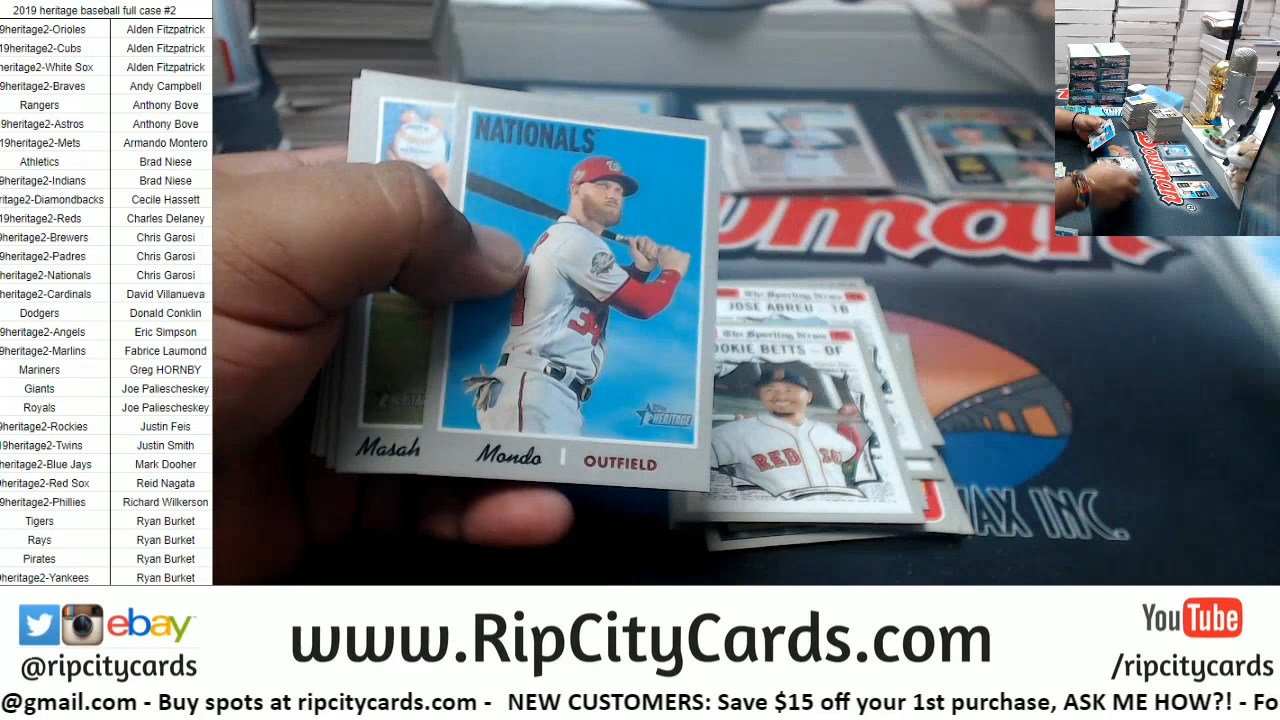 2019 heritage baseball full case #2
9heritage2-Orioles Alden Fitzpatrick
19heritage2-Cubs Alden Fitzpatrick
heritage2-White Sox Alden Fitzpatrick
9heritage2-Braves Andy Campbell
Rangers Anthony Bove
9heritage2-Astros Anthony Bove
19heritage2-Mets Armando Montero
Athletics Brad Niese
9heritage2-Indians Brad Niese
eritage2-Diamondbacks Cecile Hassett
19heritage2-Reds Charles Delaney
9heritage2-Brewers Chris Garosi
9heritage2-Padres Chris Garosi
heritage2-Nationals Chris Garosi
9heritage2-Cardinals David Villanueva
Dodgers Donald Conklin
9heritage2-Angels Eric Simpson
9heritage2-Marlins Fabrice Laumond
Mariners Greg HORNBY
Giants Joe Paliescheskey
Royals Joe Paliescheskey
9heritage2-Rockies Justin Feis
19heritage2-Twins Justin Smith
heritage2-Blue Jays Mark Dooher
heritage2-Red Sox Reid Nagata
9heritage2-Phillies Richard Wilkerson
Tigers Ryan Burket
Rays Ryan Burket
Pirates Ryan Burket
heritage2-Yankees Ryan Burket
NATIONALS
34
Topps
HERITAGE
Masah
Mondo OUTFIELD
The Sporting News
JOSE ABREU - 1B
The Sporting News
OOKIE BETTS - OF
RED SOX
wman
Bowman
WAX INC.
ebay
@ripcitycards
www.RipCityCards.com
YouTube
/ripcitycards
@gmail.com - Buy spots at ripcitycards.com - NEW CUSTOMERS: Save $15 off your 1st purchase, ASK ME HOW?! - Fo